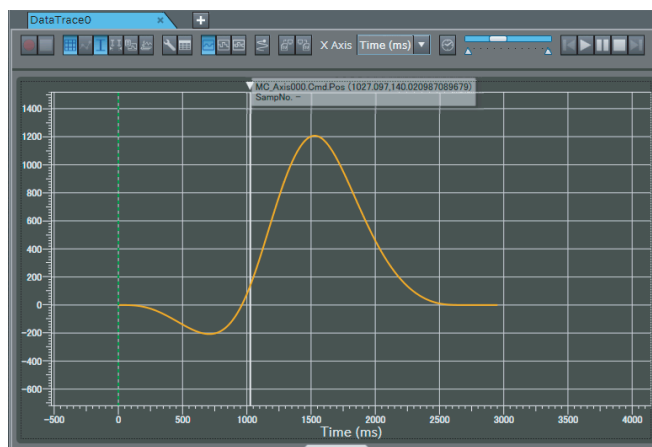 DataTrace0 × +
X Axis Time (ms)
MC_Axis000.Cmd.Pos (1027.097,140.020987089679)
SampNo. -
1400
1200
1000
800
600
400
200
0
-200
-400
-600
-500 0 500 1000 1500 2000 2500 3000 3500 4000
Time (ms)